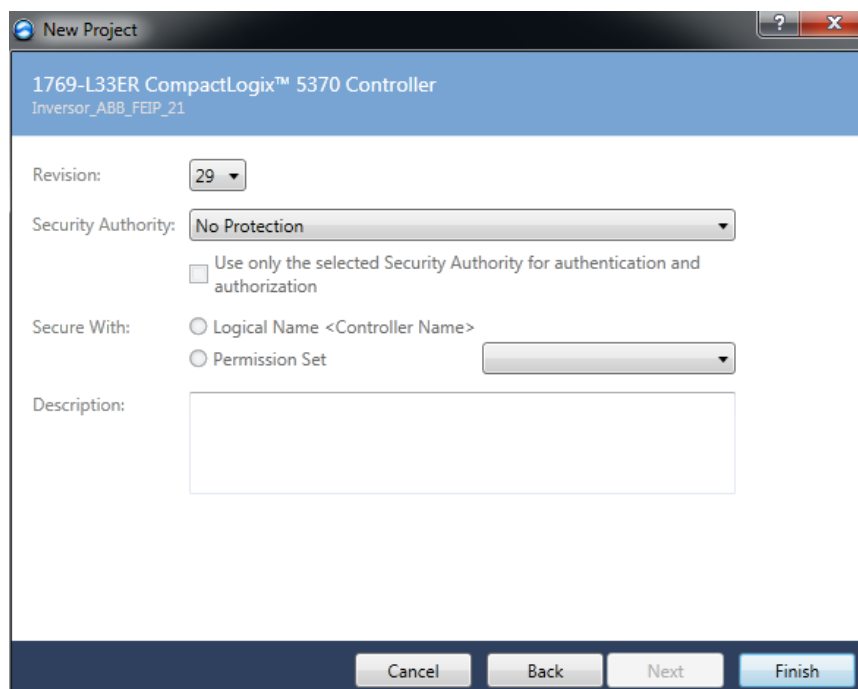 New Project
?
X
1769-L33ER CompactLogix™ 5370 Controller
Inversor_ABB_FEIP_21
Revision:
29
Security Authority:
No Protection
Use only the selected Security Authority for authentication and
authorization
Secure With:
Logical Name <Controller Name>
Permission Set
Description:
Cancel
Back
Next
Finish